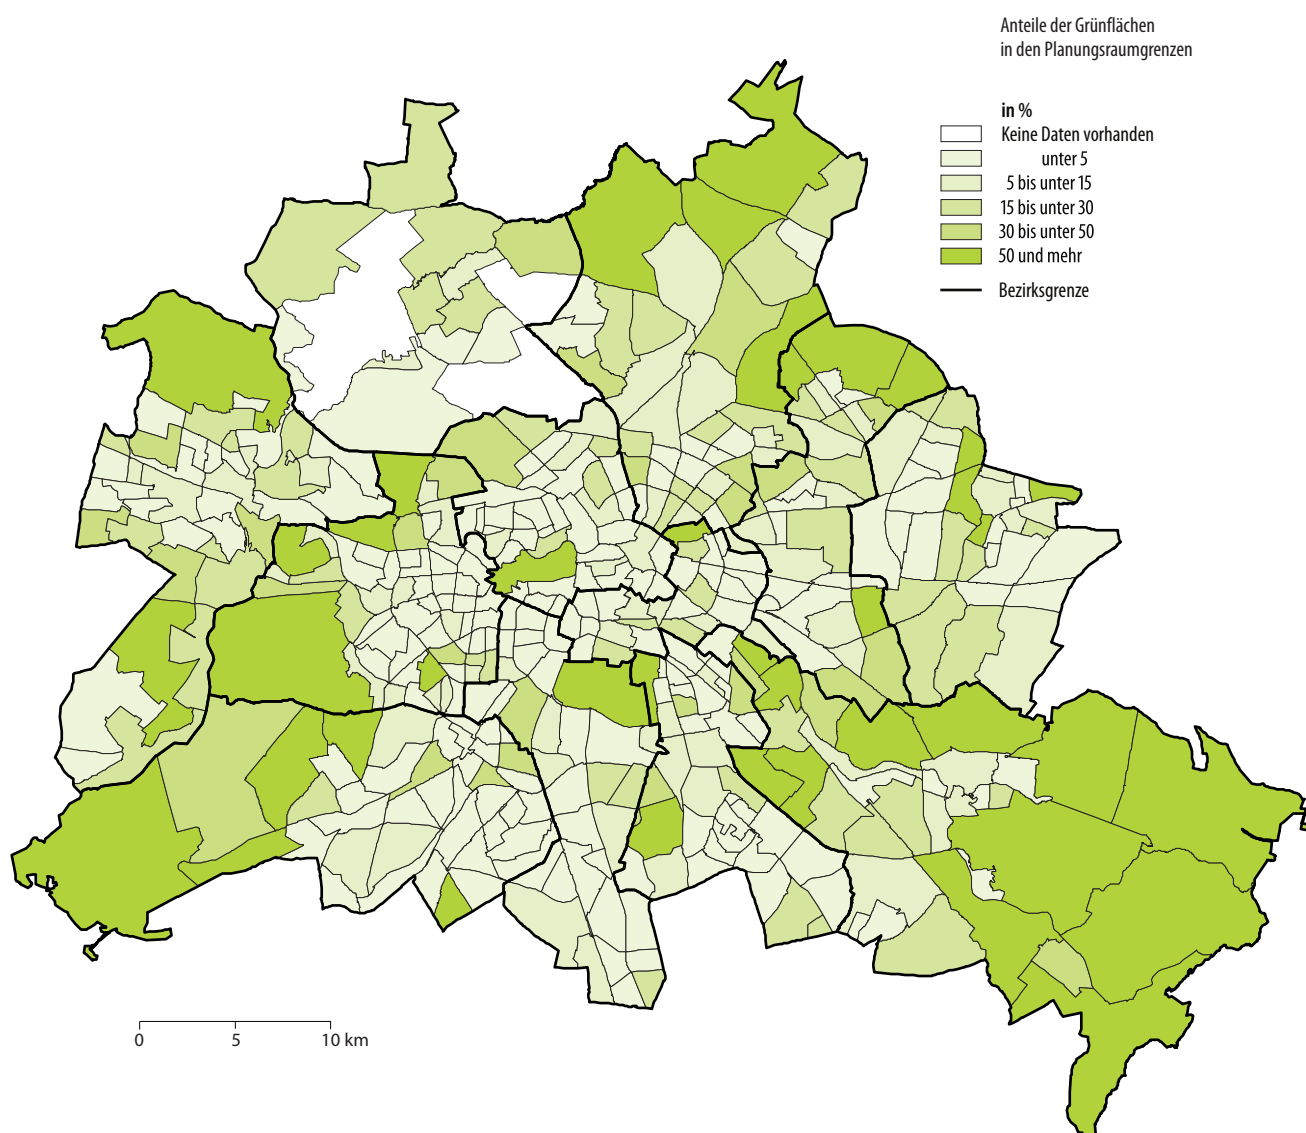 Anteile der Grünflächen
in den Planungsraumgrenzen
in %
Keine Daten vorhanden
unter 5
5 bis unter 15
15 bis unter 30
30 bis unter 50
50 und mehr
Bezirksgrenze
0 5 10 km